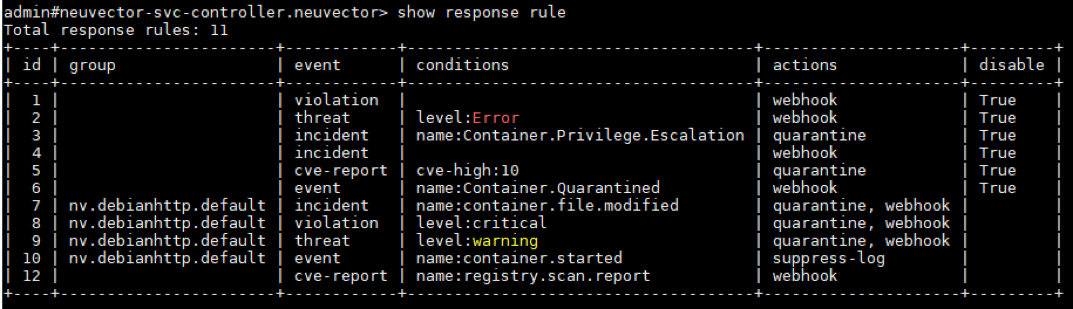 admin#neuvector-svc-controller.neuvector> show response rule
Total response rules: 11
+----+------------------------+------------+---------------------------------------+----------------------+---------+
| id | group                  | event      | conditions                            | actions              | disable |
+----+------------------------+------------+---------------------------------------+----------------------+---------+
|  1 |                        | violation  |                                       | webhook              | True    |
|  2 |                        | threat     | level:Error                           | webhook              | True    |
|  3 |                        | incident   | name:Container.Privilege.Escalation   | quarantine           | True    |
|  4 |                        | incident   |                                       | webhook              | True    |
|  5 |                        | cve-report | cve-high:10                           | quarantine           | True    |
|  6 |                        | event      | name:Container.Quarantined            | webhook              | True    |
|  7 | nv.debianhttp.default  | incident   | name:container.file.modified          | quarantine, webhook  |         |
|  8 | nv.debianhttp.default  | violation  | level:critical                        | quarantine, webhook  |         |
|  9 | nv.debianhttp.default  | threat     | level:warning                         | quarantine, webhook  |         |
| 10 | nv.debianhttp.default  | event      | name:container.started                | suppress-log         |         |
| 12 |                        | cve-report | name:registry.scan.report             | webhook              |         |
+----+------------------------+------------+---------------------------------------+----------------------+---------+